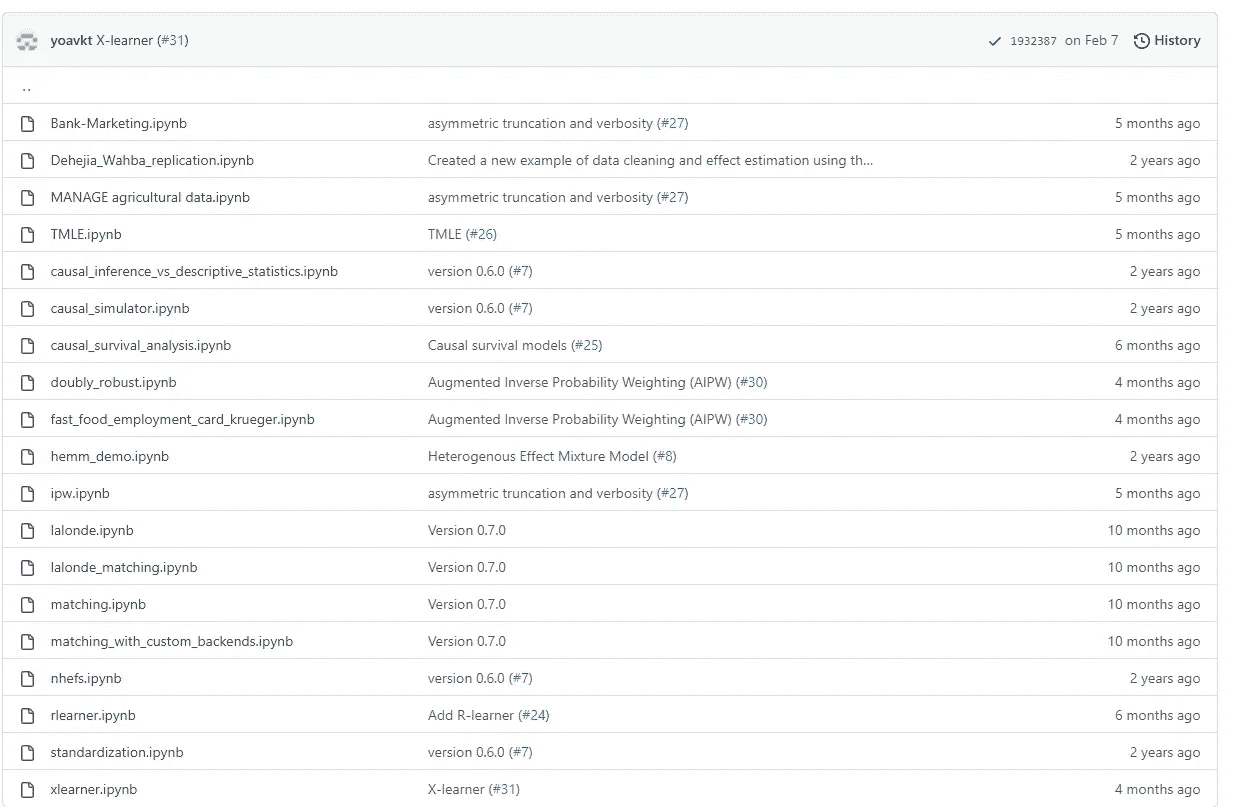 yoavkt X-learner (#31) 1932387 on Feb 7 History
..
Bank-Marketing.ipynb asymmetric truncation and verbosity (#27) 5 months ago
Dehejia_Wahba_replication.ipynb Created a new example of data cleaning and effect estimation using th... 2 years ago
MANAGE agricultural data.ipynb asymmetric truncation and verbosity (#27) 5 months ago
TMLE.ipynb TMLE (#26) 5 months ago
causal_inference_vs_descriptive_statistics.ipynb version 0.6.0 (#7) 2 years ago
causal_simulator.ipynb version 0.6.0 (#7) 2 years ago
causal_survival_analysis.ipynb Causal survival models (#25) 6 months ago
doubly_robust.ipynb Augmented Inverse Probability Weighting (AIPW) (#30) 4 months ago
fast_food_employment_card_krueger.ipynb Augmented Inverse Probability Weighting (AIPW) (#30) 4 months ago
hemm_demo.ipynb Heterogenous Effect Mixture Model (#8) 2 years ago
ipw.ipynb asymmetric truncation and verbosity (#27) 5 months ago
lalonde.ipynb Version 0.7.0 10 months ago
lalonde_matching.ipynb Version 0.7.0 10 months ago
matching.ipynb Version 0.7.0 10 months ago
matching_with_custom_backends.ipynb Version 0.7.0 10 months ago
nhefs.ipynb version 0.6.0 (#7) 2 years ago
rlearner.ipynb Add R-learner (#24) 6 months ago
standardization.ipynb version 0.6.0 (#7) 2 years ago
xlearner.ipynb X-learner (#31) 4 months ago